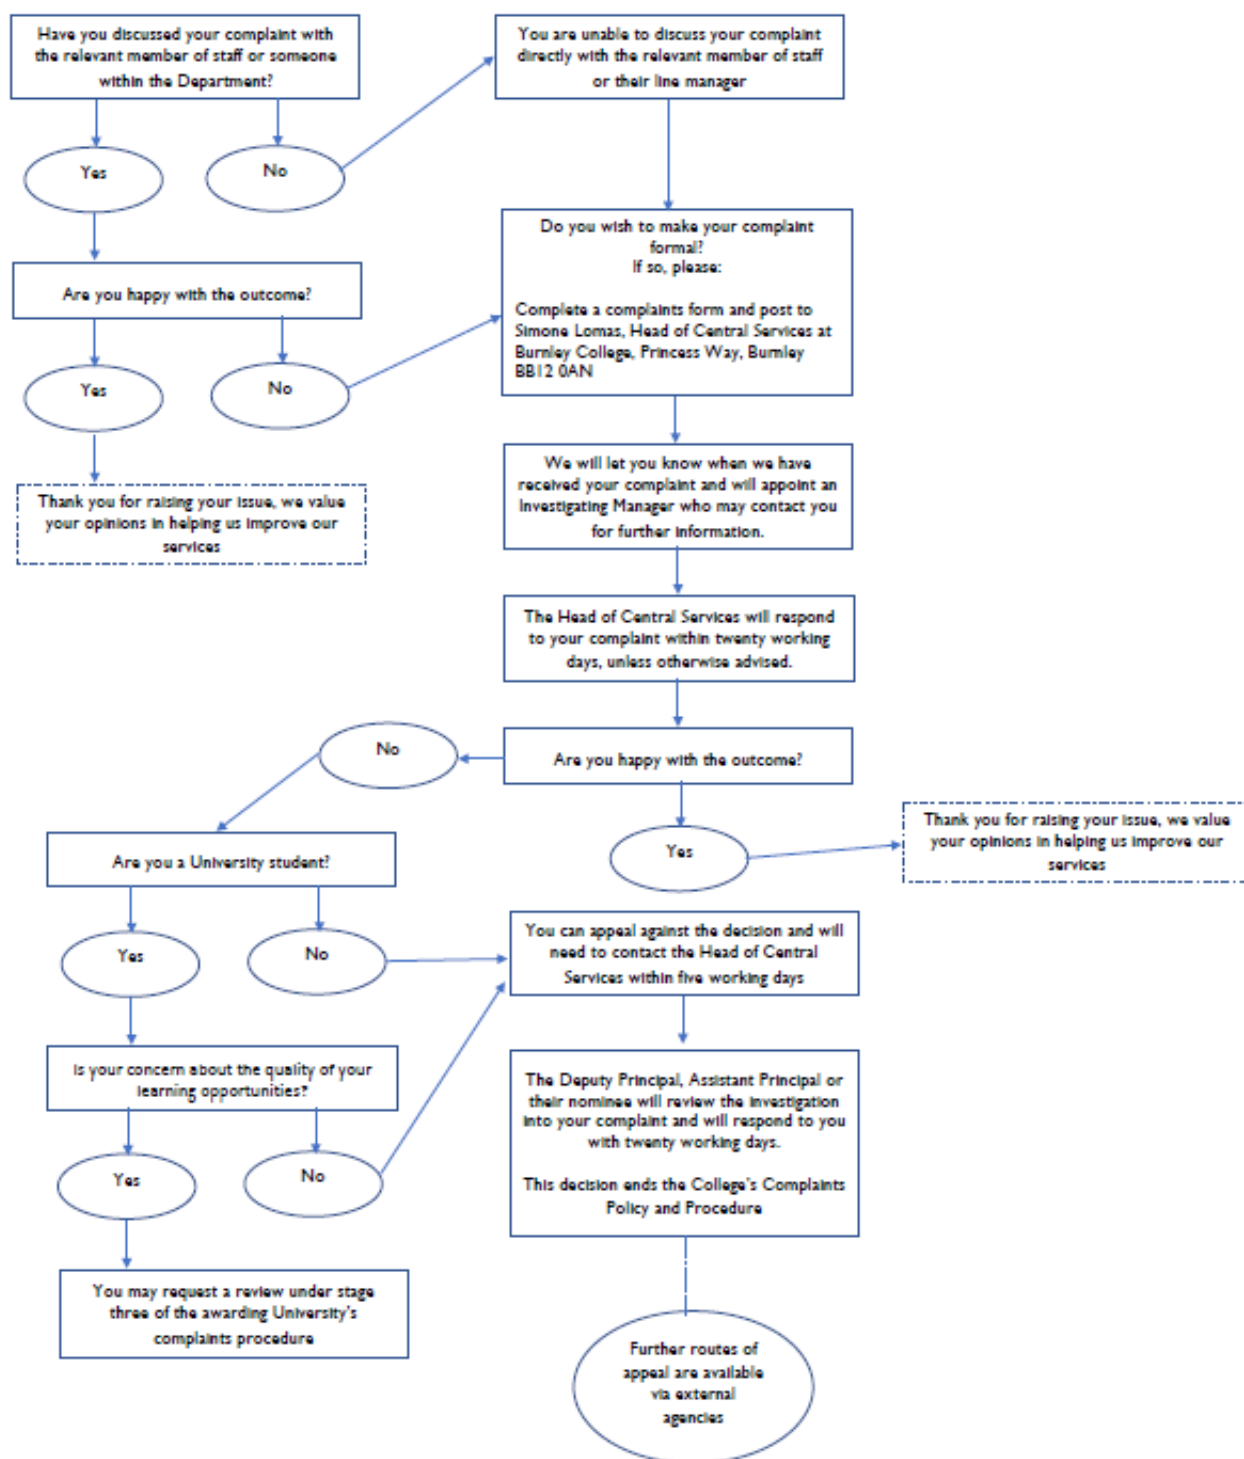 Have you discussed your complaint with
the relevant member of staff or someone
within the Department?
You are unable to discuss your complaint
directly with the relevant member of staff
or their line manager
Yes
No
Do you wish to make your complaint
formal?
If so, please:
Complete a complaints form and post to
Simone Lomas, Head of Central Services at
Burnley College, Princess Way, Burnley
BB12 0AN
Are you happy with the outcome?
Yes
No
Thank you for raising your issue, we value
your opinions in helping us improve our
services
We will let you know when we have
received your complaint and will appoint an
Investigating Manager who may contact you
for further information.
The Head of Central Services will respond
to your complaint within twenty working
days, unless otherwise advised.
Are you happy with the outcome?
No
Yes
Thank you for raising your issue, we value
your opinions in helping us improve our
services
Are you a University student?
Yes
No
You can appeal against the decision and will
need to contact the Head of Central
Services within five working days
Is your concern about the quality of your
learning opportunities?
Yes
No
The Deputy Principal, Assistant Principal or
their nominee will review the investigation
into your complaint and will respond to you
with twenty working days.
This decision ends the College's Complaints
Policy and Procedure
You may request a review under stage
three of the awarding University's
complaints procedure
Further routes of
appeal are available
via external
agencies